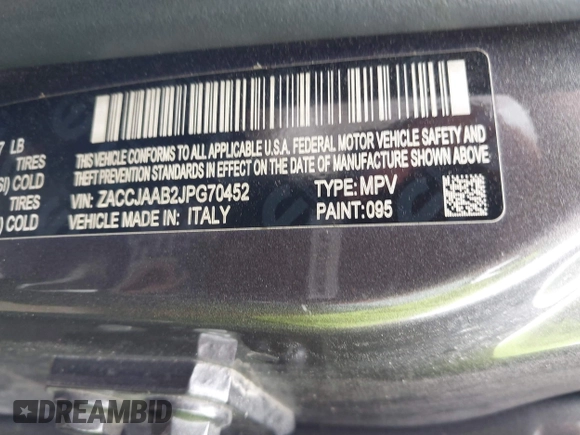 7 LB
TIRES
SI) COLD
TIRES
) COLD
THIS VEHICLE CONFORMS TO ALL APPLICABLE U.S.A. FEDERAL MOTOR VEHICLE SAFETY AND
THEFT PREVENTION STANDARDS IN EFFECT ON THE DATE OF MANUFACTURE SHOWN ABOVE.
VIN: ZACCJAAB2JPG70452 TYPE: MPV
VEHICLE MADE IN: ITALY PAINT: 095
DREAMBID